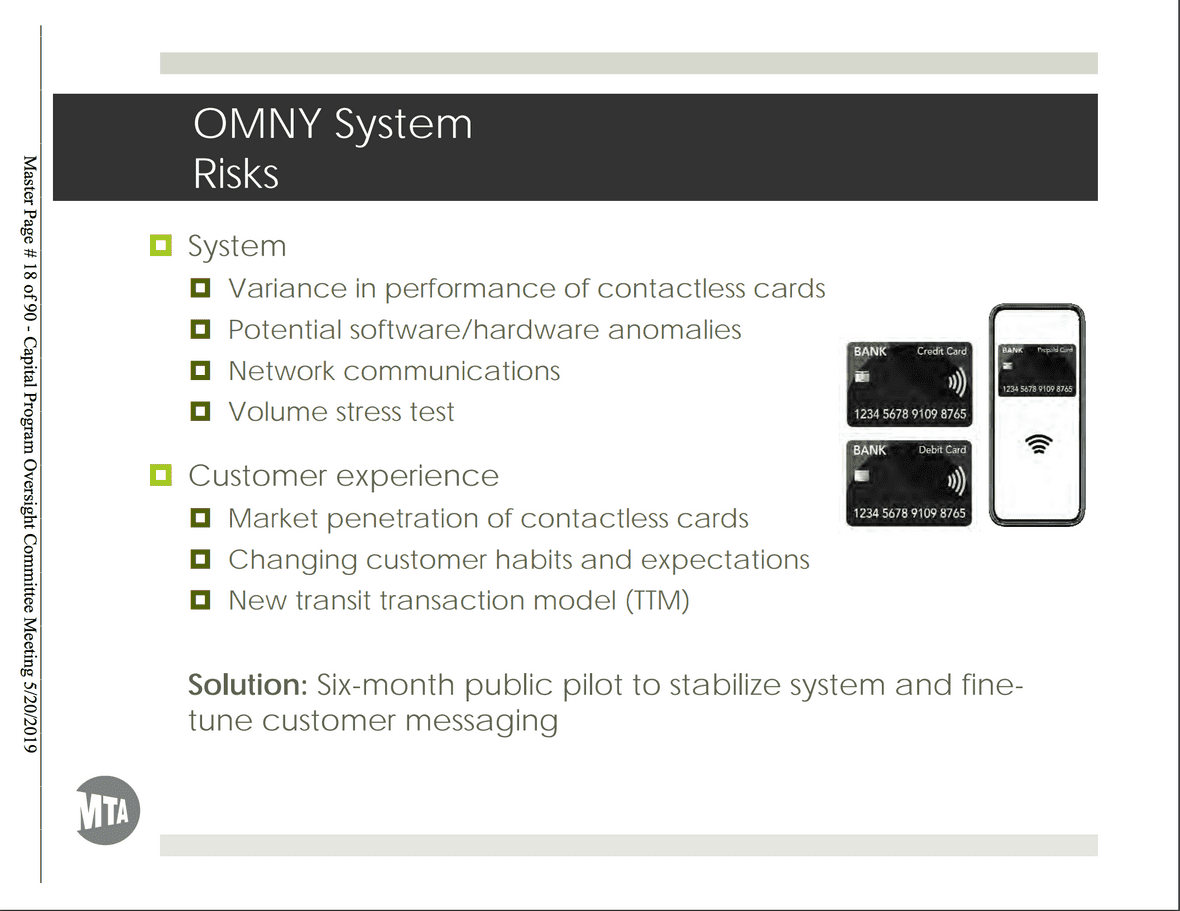 Master Page # 18 of 90 - Capital Program Oversight Committee Meeting 5/20/2019
OMNY System
Risks
System
Variance in performance of contactless cards
Potential software/hardware anomalies
Network communications
Volume stress test
BANK Credit Card
1234 5678 9109 8765
BANK Debit Card
1234 5678 9109 8765
BANK Prepaid Card
1234 5678 9109 8765
Customer experience
Market penetration of contactless cards
Changing customer habits and expectations
New transit transaction model (TTM)
Solution: Six-month public pilot to stabilize system and fine-
tune customer messaging
MTA